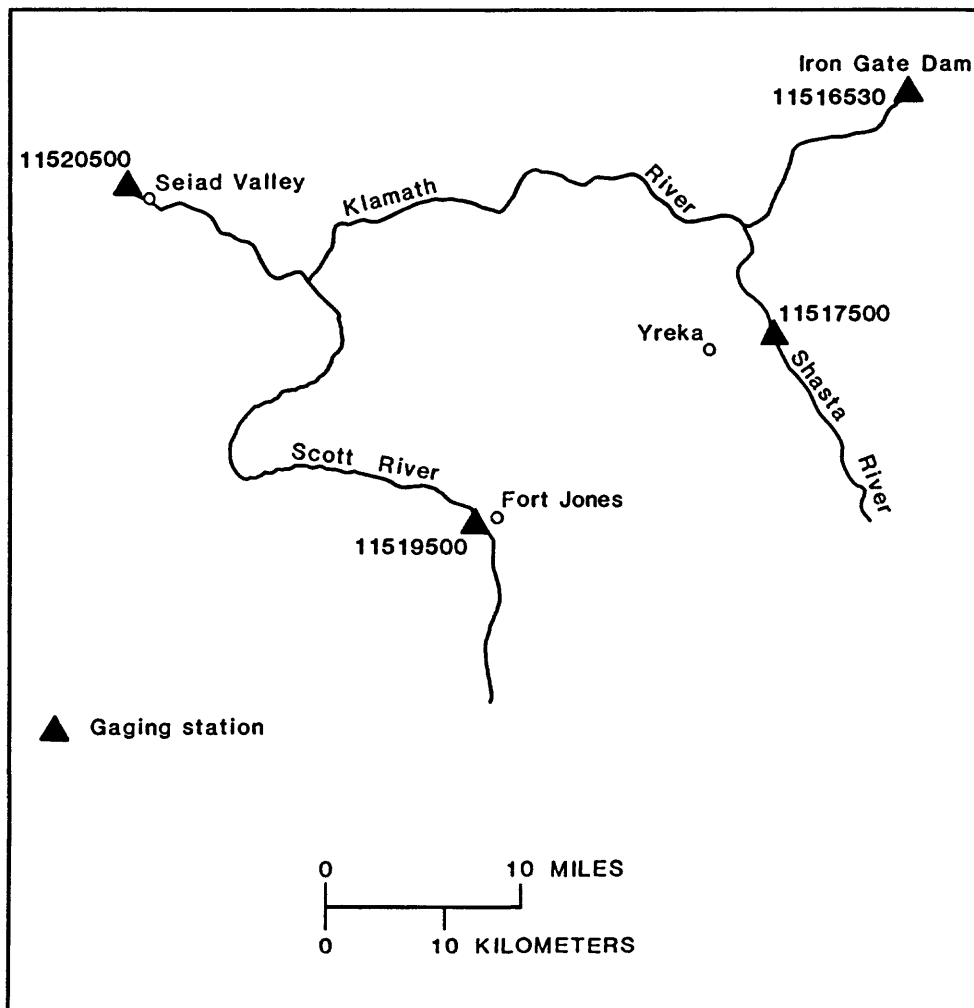 Iron Gate Dam
11516530
11520500
Seiad Valley
Klamath
River
11517500
Yreka
Shasta
River
Scott River
Fort Jones
11519500
Gaging station
0 10 MILES
0 10 KILOMETERS